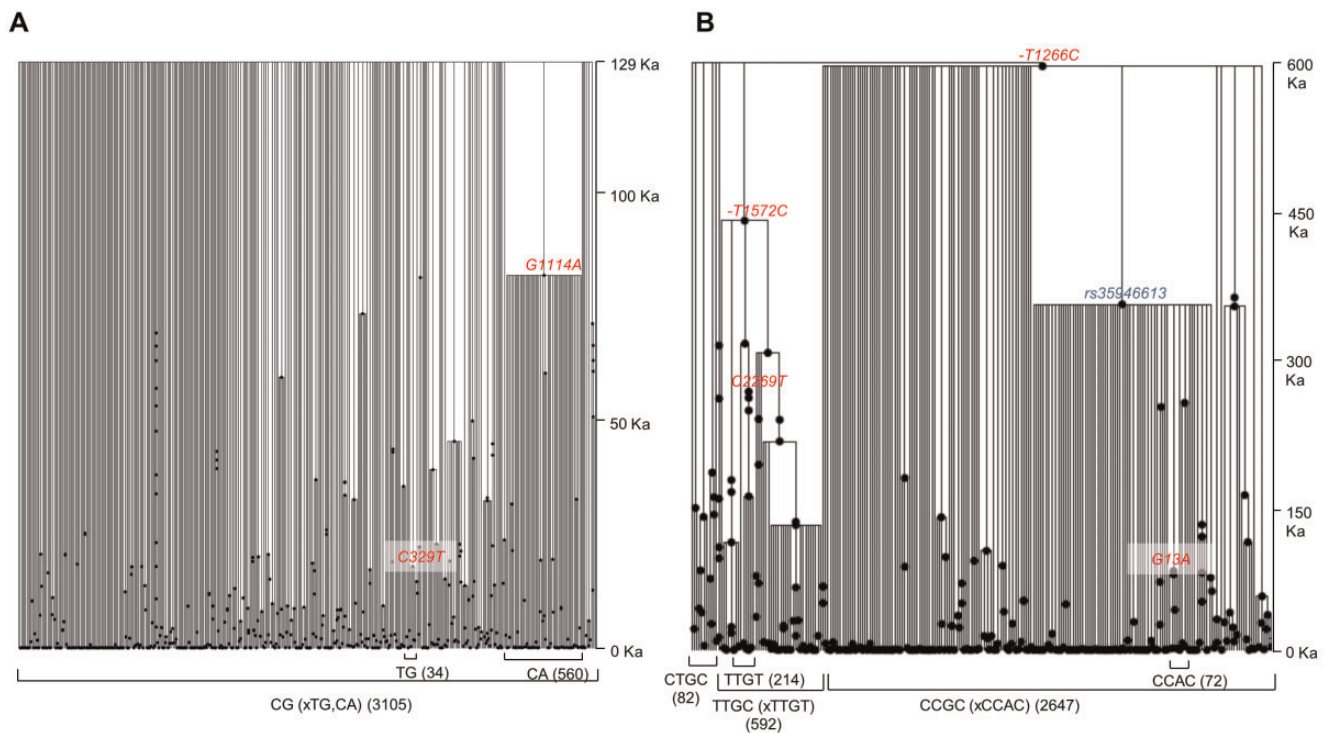 A
129 Ka
100 Ka
50 Ka
0 Ka
G1114A
C329T
TG (34)
CA (560)
CG (xTG,CA) (3105)
B
600
Ka
450
Ka
300
Ka
150
Ka
0 Ka
-T1266C
-T1572C
rs35946613
C2269T
G13A
CTGC
(82)
TTGT (214)
TTGC (xTTGT)
(592)
CCAC (72)
CCGC (xCCAC) (2647)